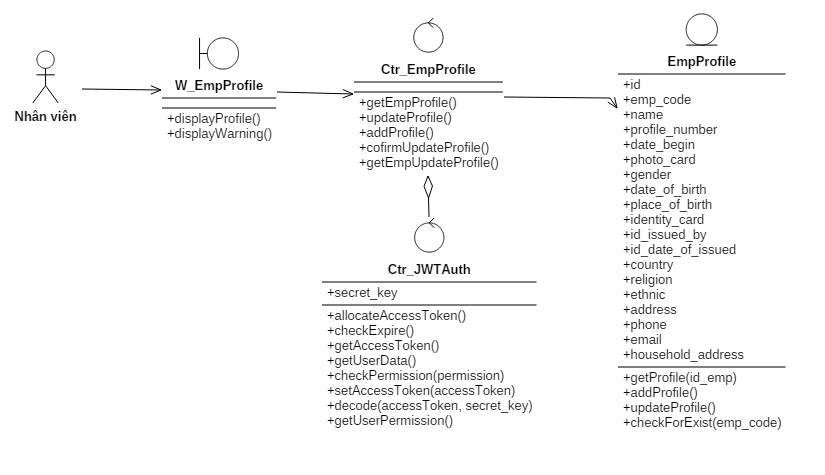 Nhân viên
W_EmpProfile
+displayProfile()
+displayWarning()
Ctr_EmpProfile
+getEmpProfile()
+updateProfile()
+addProfile()
+cofirmUpdateProfile()
+getEmpUpdateProfile()
Ctr_JWTAuth
+secret_key
+allocateAccessToken()
+checkExpire()
+getAccessToken()
+getUserData()
+checkPermission(permission)
+setAccessToken(accessToken)
+decode(accessToken, secret_key)
+getUserPermission()
EmpProfile
+id
+emp_code
+name
+profile_number
+date_begin
+photo_card
+gender
+date_of_birth
+place_of_birth
+identity_card
+id_issued_by
+id_date_of_issued
+country
+religion
+ethnic
+address
+phone
+email
+household_address
+getProfile(id_emp)
+addProfile()
+updateProfile()
+checkForExist(emp_code)